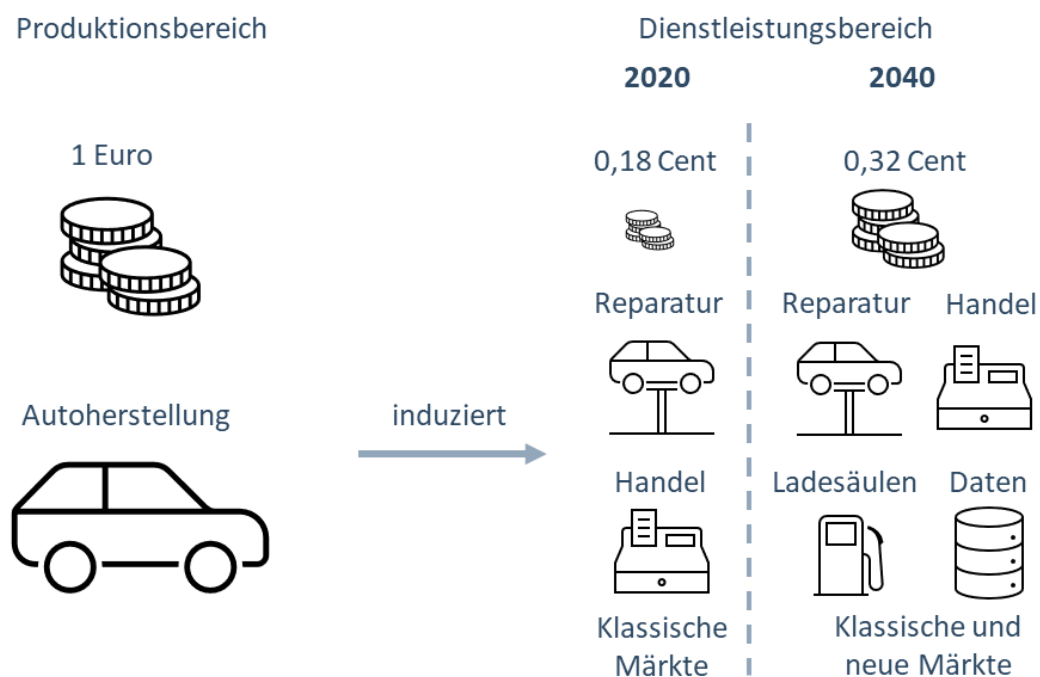 Produktionsbereich
Dienstleistungsbereich
2020
2040
1 Euro
0,18 Cent
0,32 Cent
Reparatur
Reparatur
Handel
Autoherstellung
induziert
Handel
Ladesäulen
Daten
Klassische
Märkte
Klassische und
neue Märkte